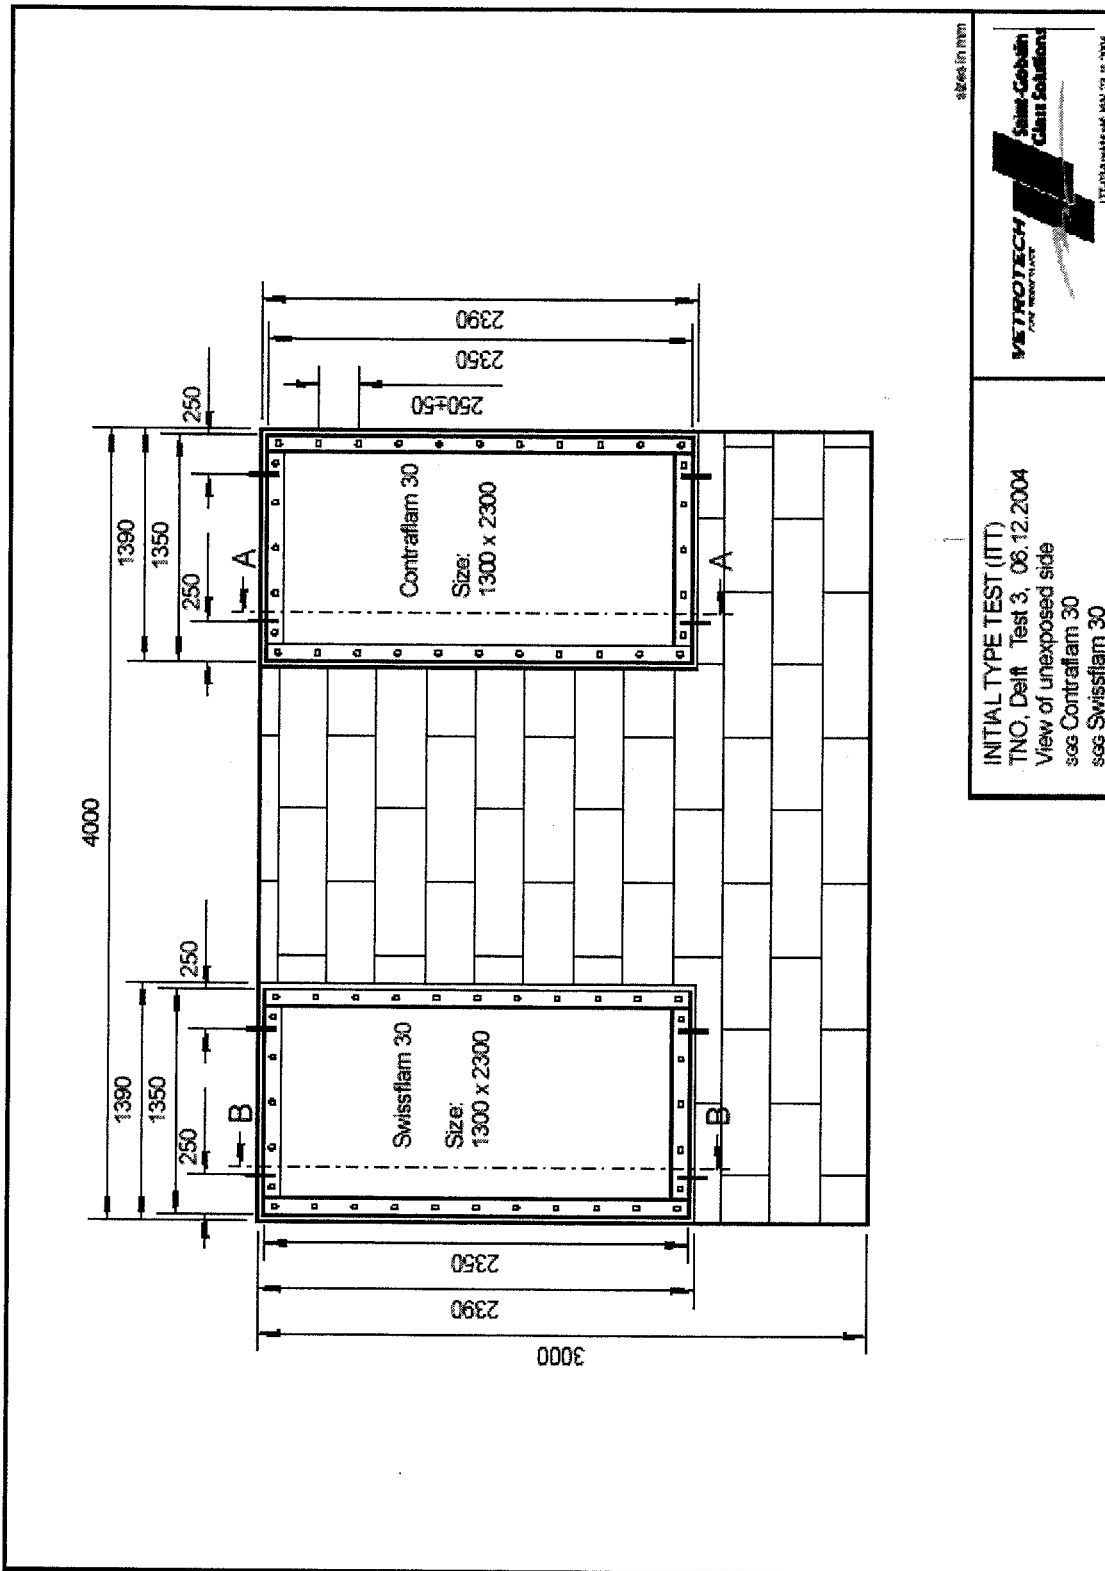 4000
1390
1350
250
250
1390
1350
250
250
B
A
Swissflam 30
Size:
1300 x 2300
Contraflam 30
Size:
1300 x 2300
B
A
2350
2390
3000
250±50
2350
2390
sizes in mm
INITIAL TYPE TEST (ITT)
TNO, Delft Test 3, 06.12.2004
View of unexposed side
SGG Contraflam 30
SGG Swissflam 30
VETROTECH
Saint-Gobain
Glass Solutions